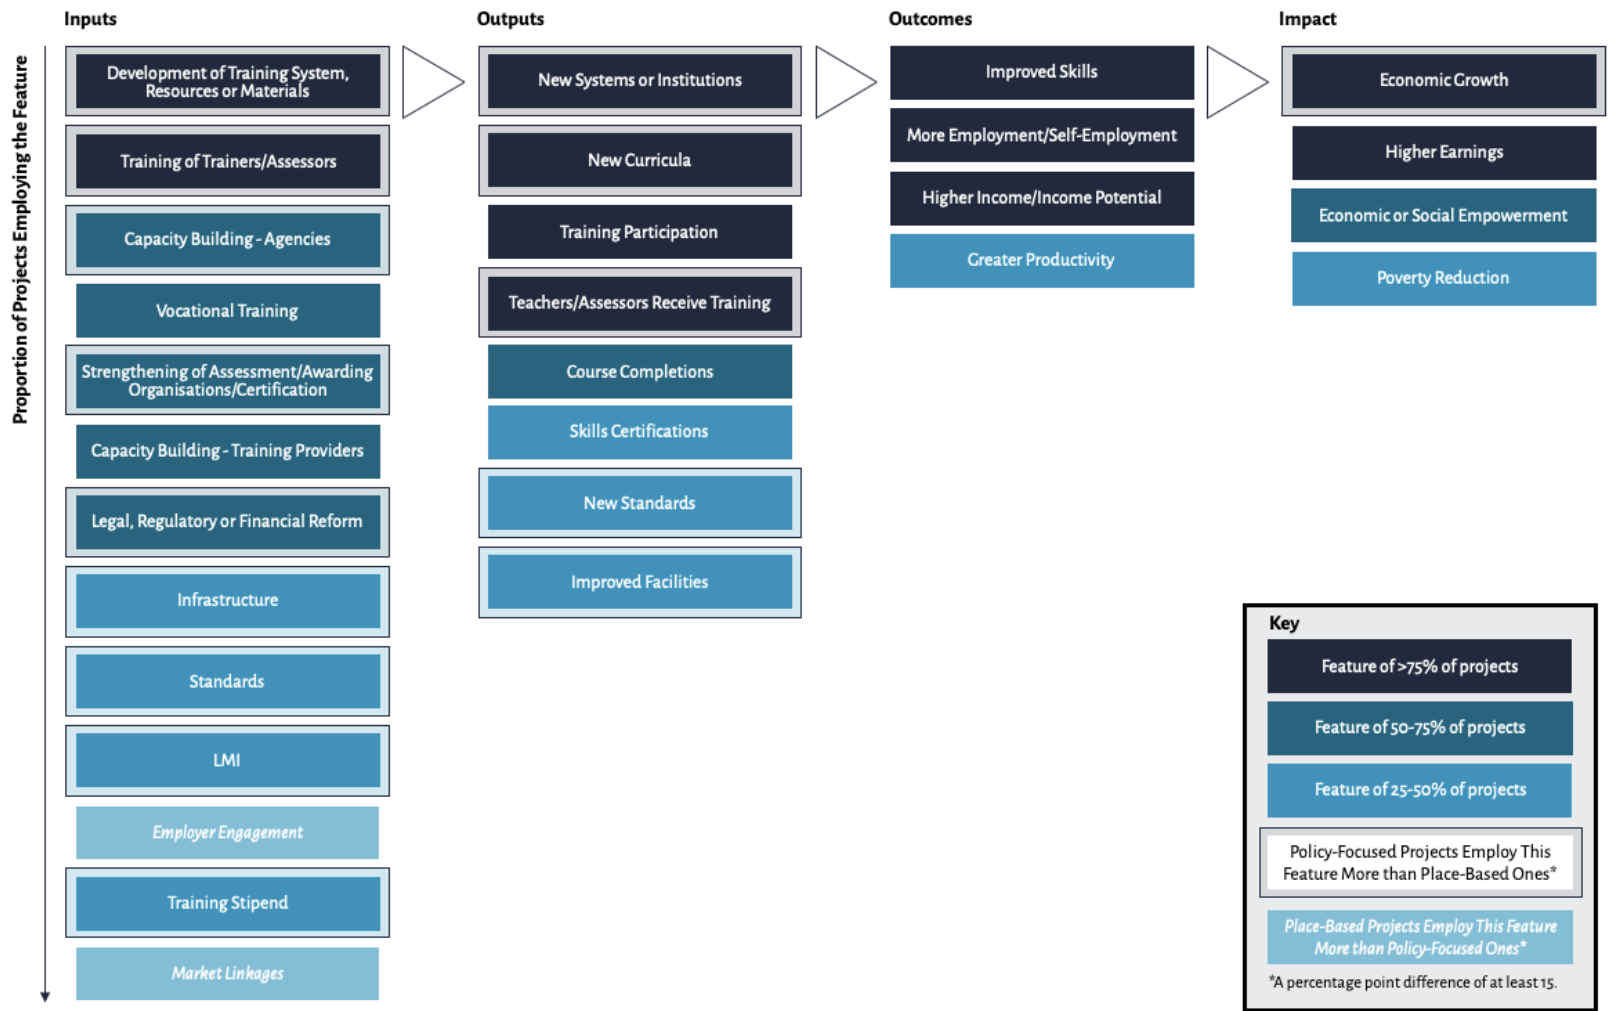 Inputs
Outputs
Outcomes
Impact
Proportion of Projects Employing the Feature
Development of Training System,
Resources or Materials
Training of Trainers/Assessors
Capacity Building - Agencies
Vocational Training
Strengthening of Assessment/Awarding
Organisations/Certification
Capacity Building - Training Providers
Legal, Regulatory or Financial Reform
Infrastructure
Standards
LMI
Employer Engagement
Training Stipend
Market Linkages
New Systems or Institutions
New Curricula
Training Participation
Teachers/Assessors Receive Training
Course Completions
Skills Certifications
New Standards
Improved Facilities
Improved Skills
More Employment/Self-Employment
Higher Income/Income Potential
Greater Productivity
Economic Growth
Higher Earnings
Economic or Social Empowerment
Poverty Reduction
Key
Feature of >75% of projects
Feature of 50-75% of projects
Feature of 25-50% of projects
Policy-Focused Projects Employ This
Feature More than Place-Based Ones*
Place-Based Projects Employ This Feature
More than Policy-Focused Ones*
*A percentage point difference of at least 15.